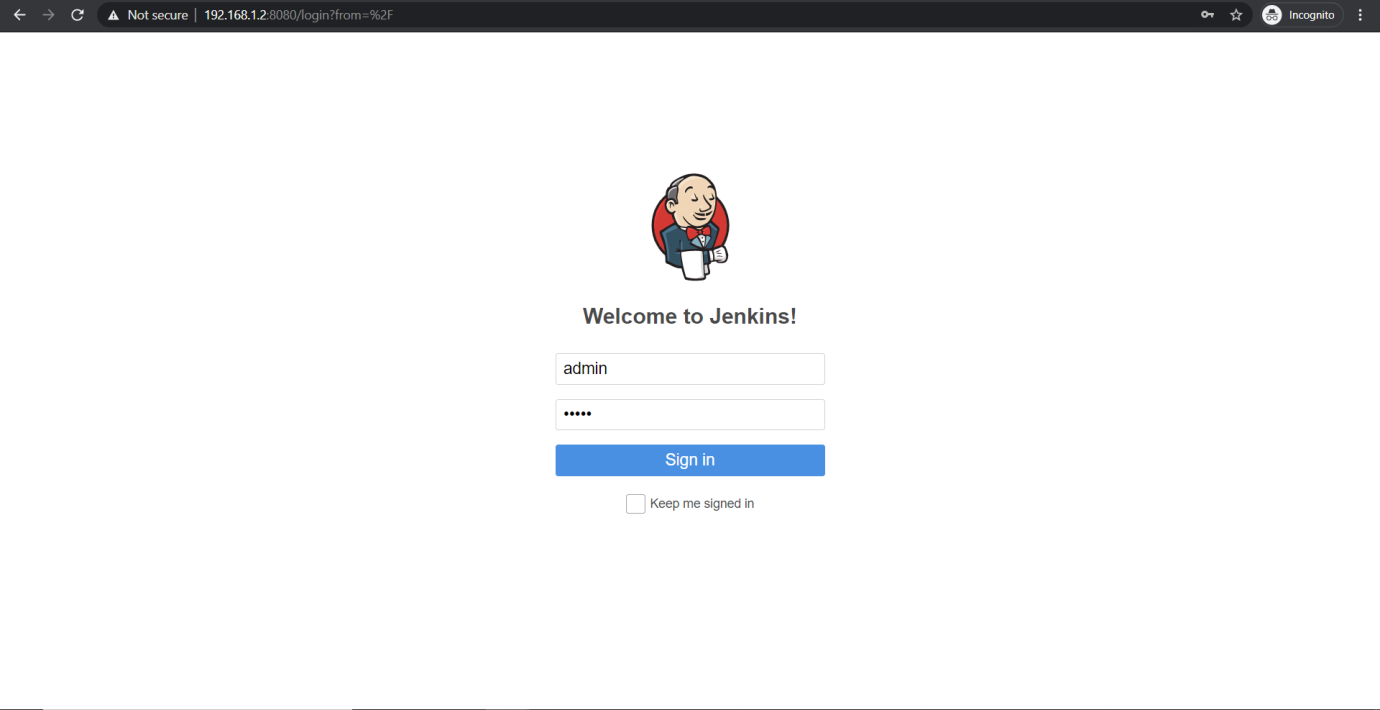 Not secure | 192.168.1.2:8080/login?from=%2F
Incognito
Welcome to Jenkins!
admin
•••••
Sign in
Keep me signed in